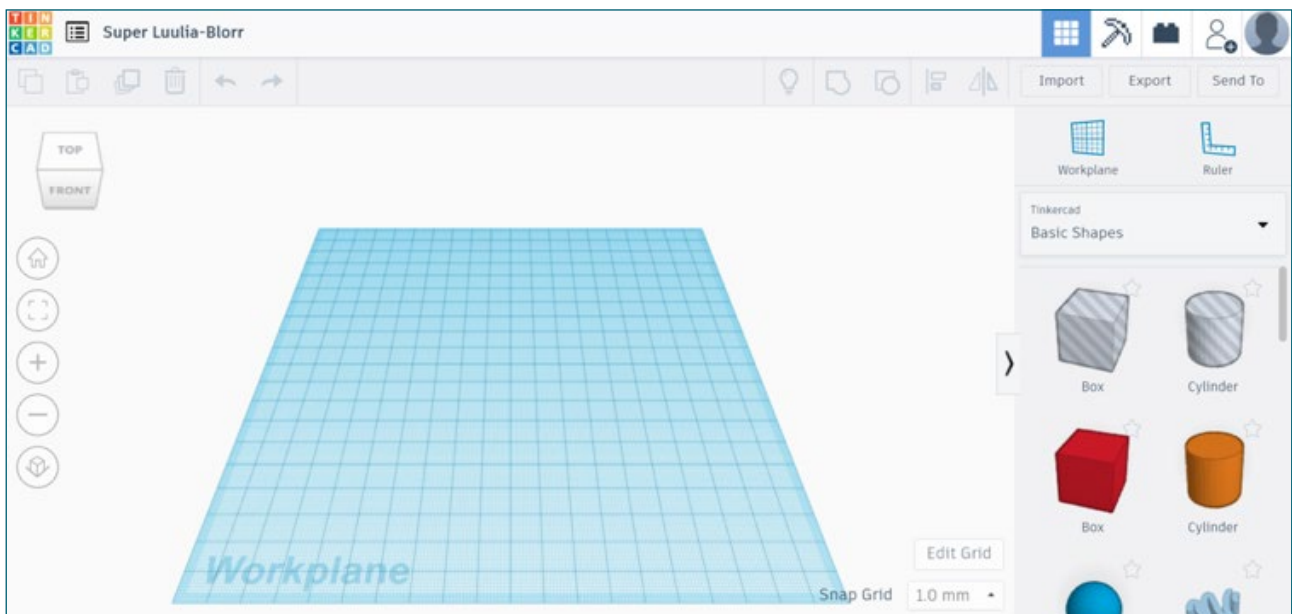 TIN
KER
CAD
Super Luulia-Blorr
Import
Export
Send To
TOP
FRONT
Workplane
Ruler
Tinkercad
Basic Shapes
Box
Cylinder
Box
Cylinder
Workplane
Edit Grid
Snap Grid
1.0 mm